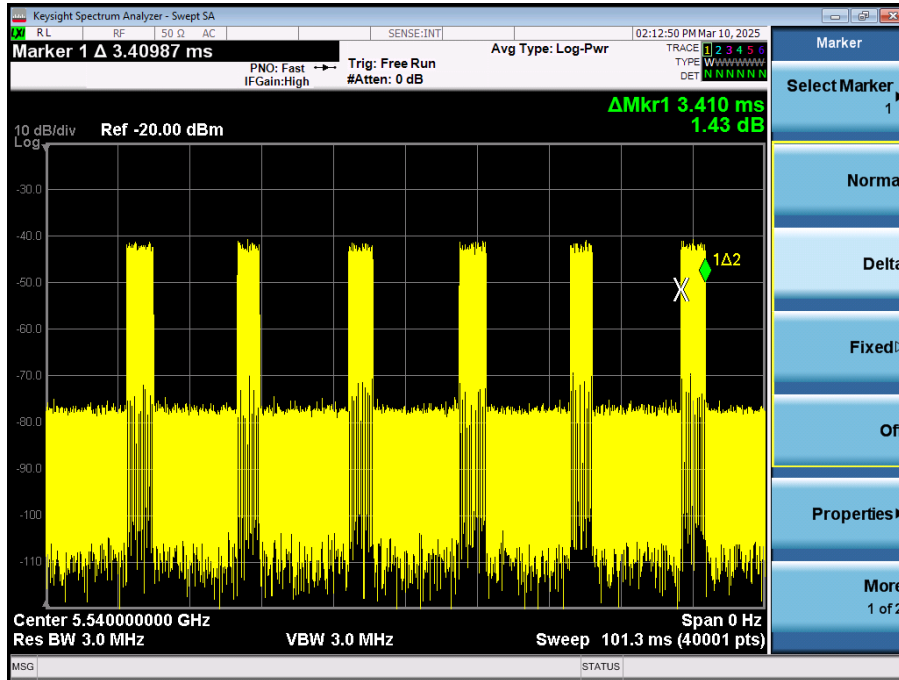 Keysight Spectrum Analyzer - Swept SA
LXI RL RF 50 Ω AC SENSE:INT 02:12:50 PM Mar 10, 2025
Marker 1 Δ 3.40987 ms
PNO: Fast
IFGain:High
Trig: Free Run
#Atten: 0 dB
Avg Type: Log-Pwr
TRACE 1 2 3 4 5 6
TYPE WWWWWW
DET N N N N N N
ΔMkr1 3.410 ms
1.43 dB
10 dB/div Ref -20.00 dBm
Log
-30.0
-40.0
-50.0
-60.0
-70.0
-80.0
-90.0
-100
-110
1Δ2
X
Center 5.540000000 GHz Span 0 Hz
Res BW 3.0 MHz VBW 3.0 MHz Sweep 101.3 ms (40001 pts)
MSG STATUS
Marker
Select Marker
1
Norma
Delta
Fixed
Of
Properties
More
1 of 2